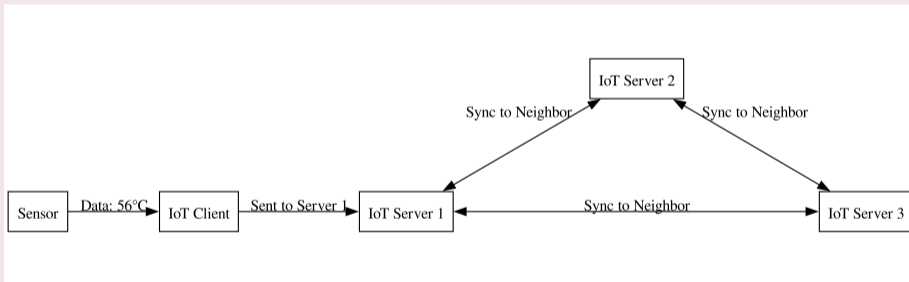 IoT Server 2
Sync to Neighbor
Sync to Neighbor
Sensor
Data: 56°C
IoT Client
Sent to Server 1
IoT Server 1
Sync to Neighbor
IoT Server 3